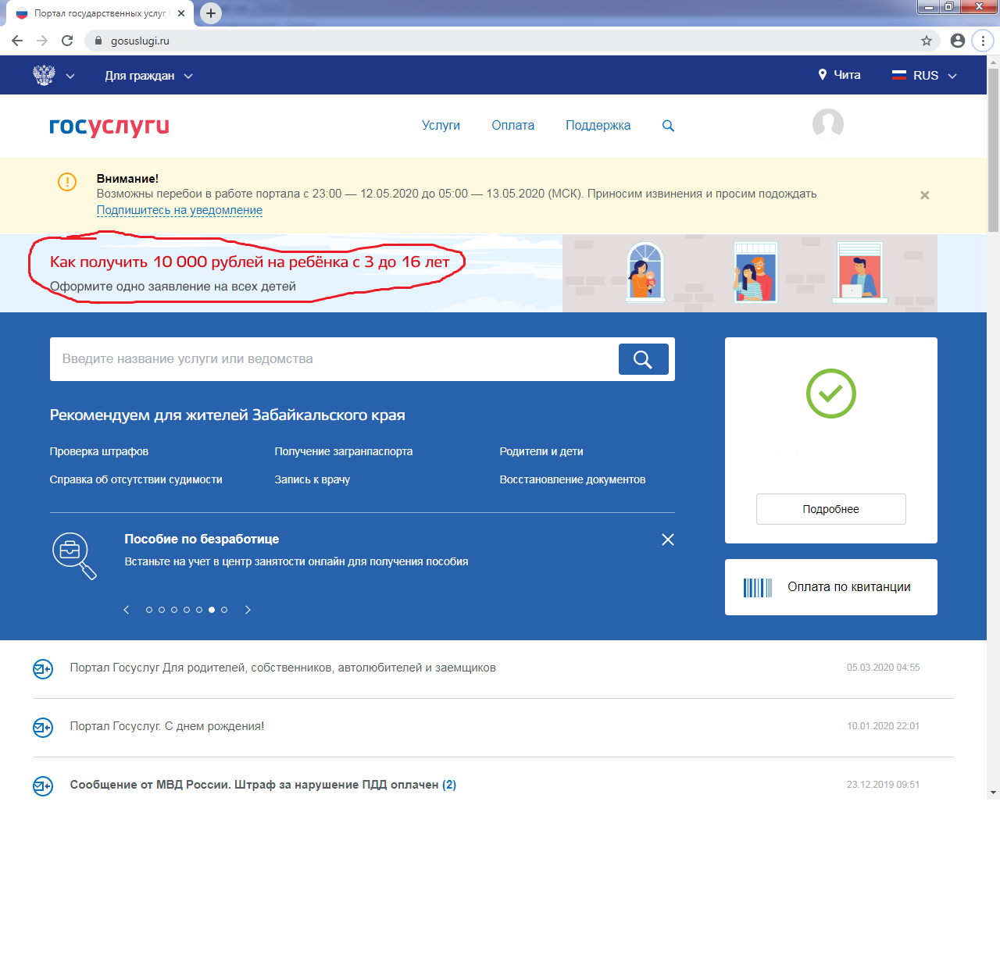 Портал государственных услуг
gosuslugi.ru
Для граждан
Чита
RUS
госуслуги
Услуги
Оплата
Поддержка
Внимание!
Возможны перебои в работе портала с 23:00 — 12.05.2020 до 05:00 — 13.05.2020 (МСК). Приносим извинения и просим подождать
Подпишитесь на уведомление
Как получить 10 000 рублей на ребёнка с 3 до 16 лет
Оформите одно заявление на всех детей
Введите название услуги или ведомства
Рекомендуем для жителей Забайкальского края
Проверка штрафов
Получение загранпаспорта
Родители и дети
Справка об отсутствии судимости
Запись к врачу
Восстановление документов
Подробнее
Пособие по безработице
Встаньте на учет в центр занятости онлайн для получения пособия
Оплата по квитанции
Портал Госуслуг Для родителей, собственников, автолюбителей и заемщиков
05.03.2020 04:55
Портал Госуслуг. С днем рождения!
10.01.2020 22:01
Сообщение от МВД России. Штраф за нарушение ПДД оплачен (2)
23.12.2019 09:51